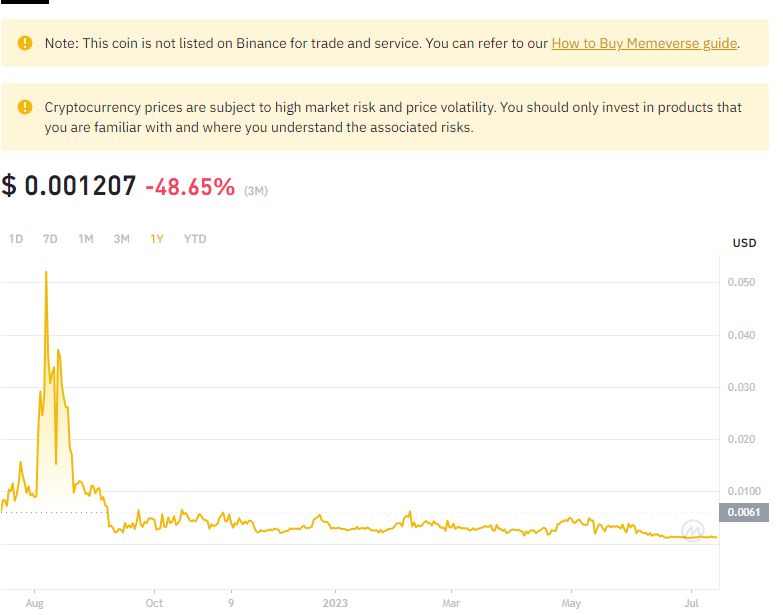 Note: This coin is not listed on Binance for trade and service. You can refer to our How to Buy Memeverse guide.
Cryptocurrency prices are subject to high market risk and price volatility. You should only invest in products that
you are familiar with and where you understand the associated risks.
$ 0.001207 -48.65% (3M)
1D 7D 1M 3M 1Y YTD
USD
0.050
0.040
0.030
0.020
0.0100
0.0061
Aug Oct 9 2023 Mar May Jul